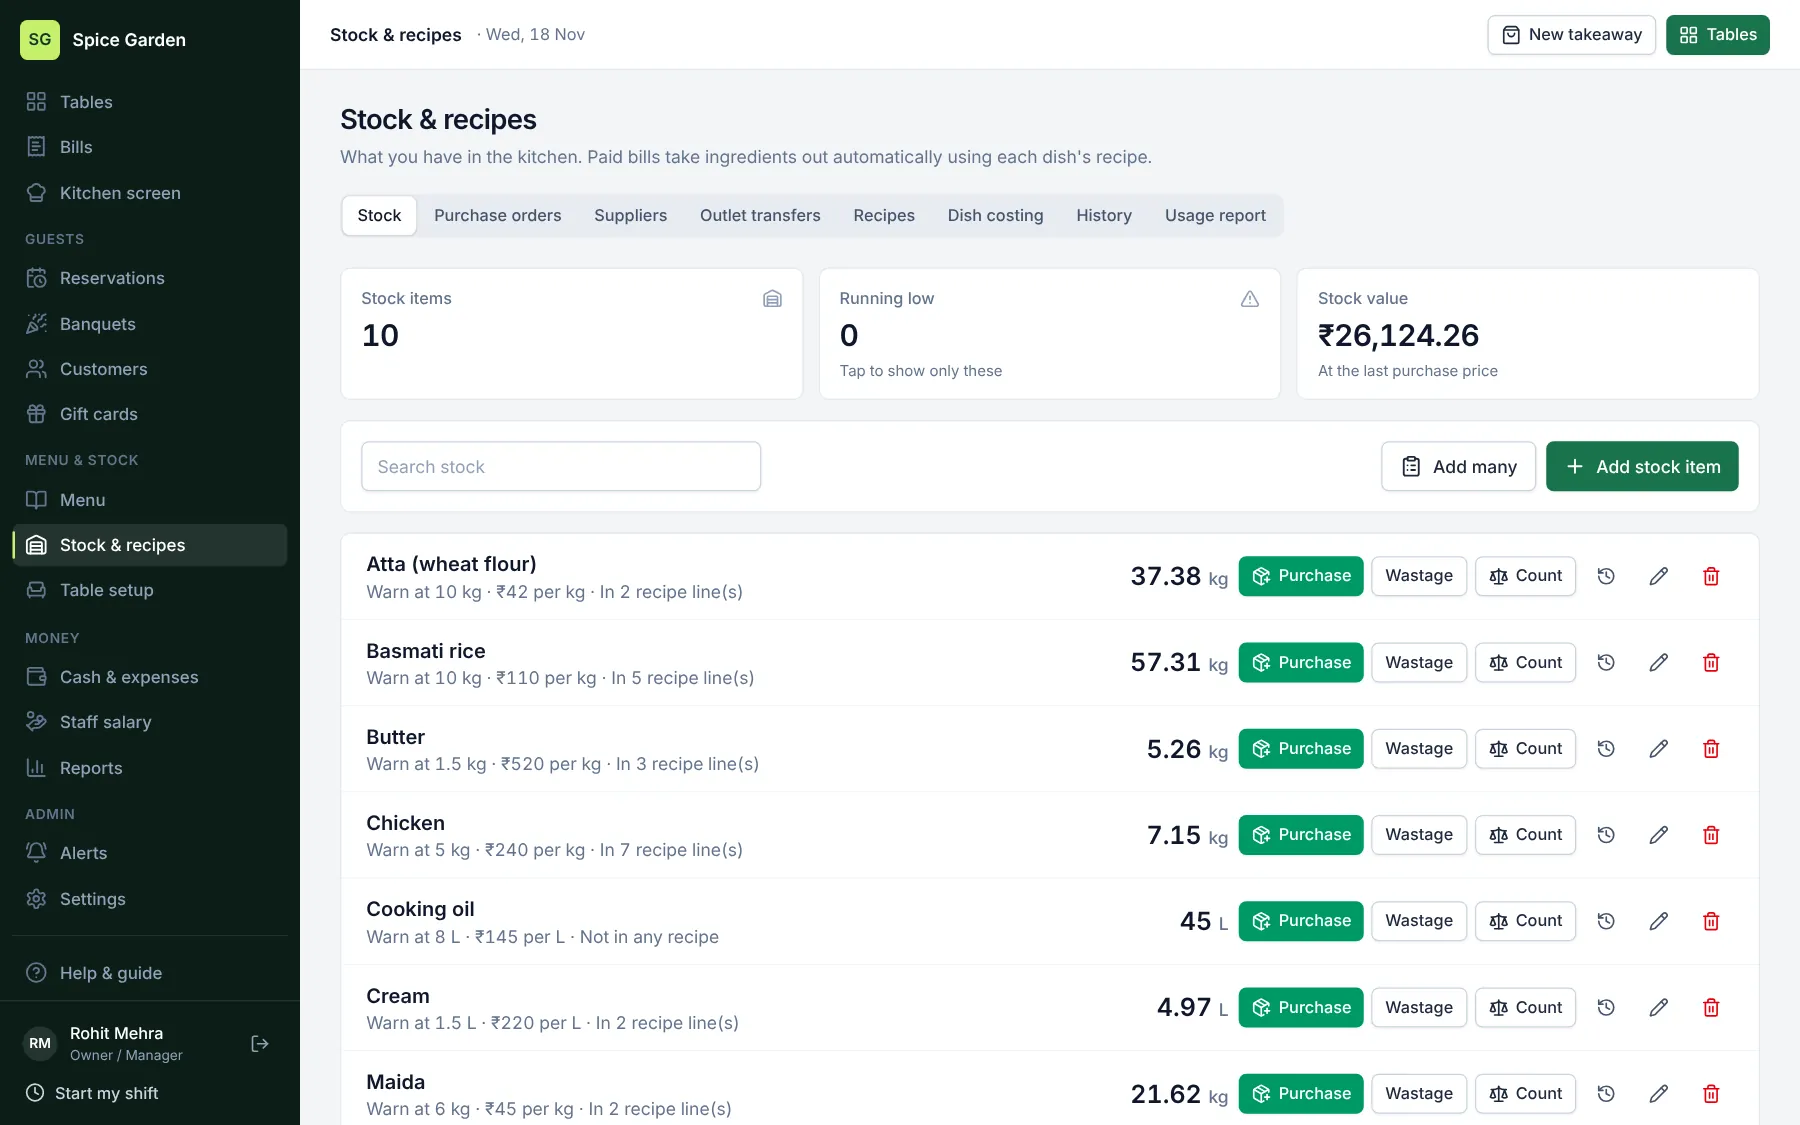 SG Spice Garden
Tables
Bills
Kitchen screen
GUESTS
Reservations
Banquets
Customers
Gift cards
MENU & STOCK
Menu
Stock & recipes
Table setup
MONEY
Cash & expenses
Staff salary
Reports
ADMIN
Alerts
Settings
Help & guide
RM Rohit Mehra
Owner / Manager
Start my shift
Stock & recipes · Wed, 18 Nov
New takeaway Tables
Stock & recipes
What you have in the kitchen. Paid bills take ingredients out automatically using each dish's recipe.
Stock Purchase orders Suppliers Outlet transfers Recipes Dish costing History Usage report
Stock items
10
Running low
0
Tap to show only these
Stock value
₹26,124.26
At the last purchase price
Search stock Add many Add stock item
Atta (wheat flour)
Warn at 10 kg · ₹42 per kg · In 2 recipe line(s)
37.38 kg Purchase Wastage Count
Basmati rice
Warn at 10 kg · ₹110 per kg · In 5 recipe line(s)
57.31 kg Purchase Wastage Count
Butter
Warn at 1.5 kg · ₹520 per kg · In 3 recipe line(s)
5.26 kg Purchase Wastage Count
Chicken
Warn at 5 kg · ₹240 per kg · In 7 recipe line(s)
7.15 kg Purchase Wastage Count
Cooking oil
Warn at 8 L · ₹145 per L · Not in any recipe
45 L Purchase Wastage Count
Cream
Warn at 1.5 L · ₹220 per L · In 2 recipe line(s)
4.97 L Purchase Wastage Count
Maida
Warn at 6 kg · ₹45 per kg · In 2 recipe line(s)
21.62 kg Purchase Wastage Count